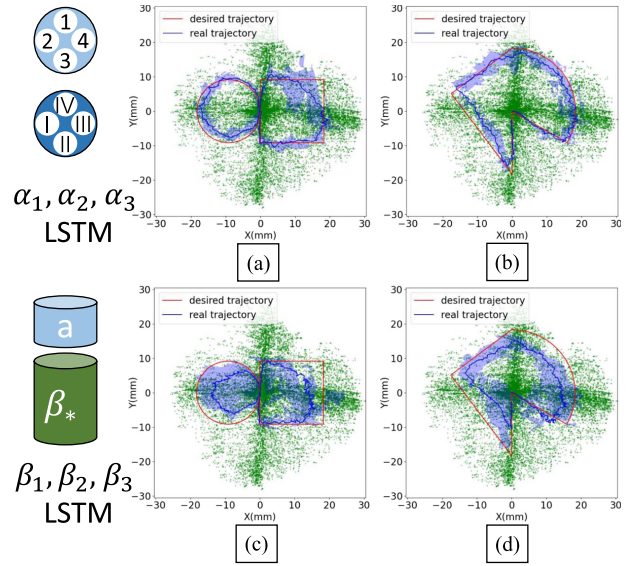 1
2 4
3
IV
I III
II
α₁, α₂, α₃
LSTM
desired trajectory
real trajectory
Y(mm)
30
20
10
0
−10
−20
−30
−30 −20 −10 0 10 20 30
X(mm)
(a)
desired trajectory
real trajectory
Y(mm)
30
20
10
0
−10
−20
−30
−30 −20 −10 0 10 20 30
X(mm)
(b)
a
β*
β₁, β₂, β₃
LSTM
desired trajectory
real trajectory
Y(mm)
30
20
10
0
−10
−20
−30
−30 −20 −10 0 10 20 30
X(mm)
(c)
desired trajectory
real trajectory
Y(mm)
30
20
10
0
−10
−20
−30
−30 −20 −10 0 10 20 30
X(mm)
(d)